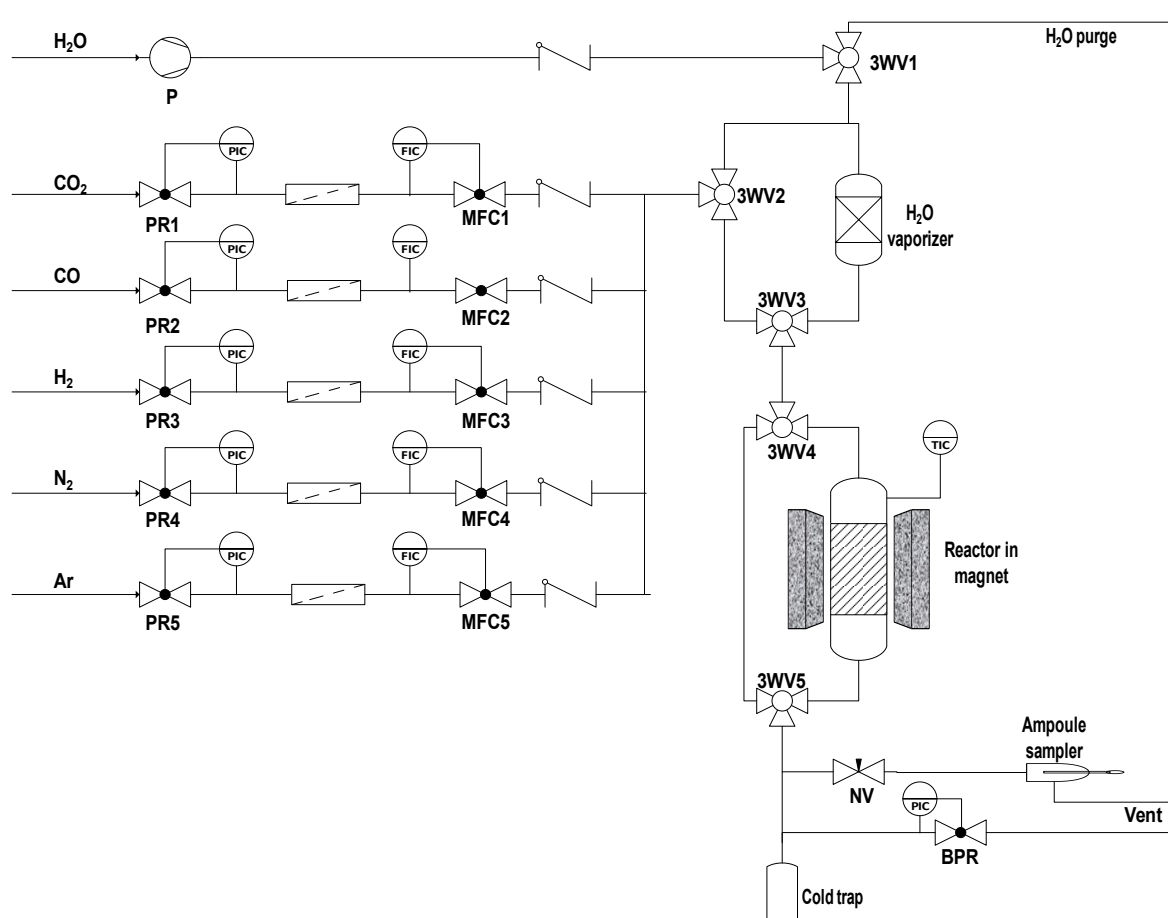 H₂O
P
3WV1
H₂O purge
CO₂
PIC
FIC
PR1
MFC1
3WV2
H₂O
vaporizer
CO
PIC
FIC
PR2
MFC2
3WV3
H₂
PIC
FIC
PR3
MFC3
3WV4
TIC
N₂
PIC
FIC
PR4
MFC4
Reactor in
magnet
Ar
PIC
FIC
PR5
MFC5
3WV5
Ampoule
sampler
NV
PIC
Vent
BPR
Cold trap